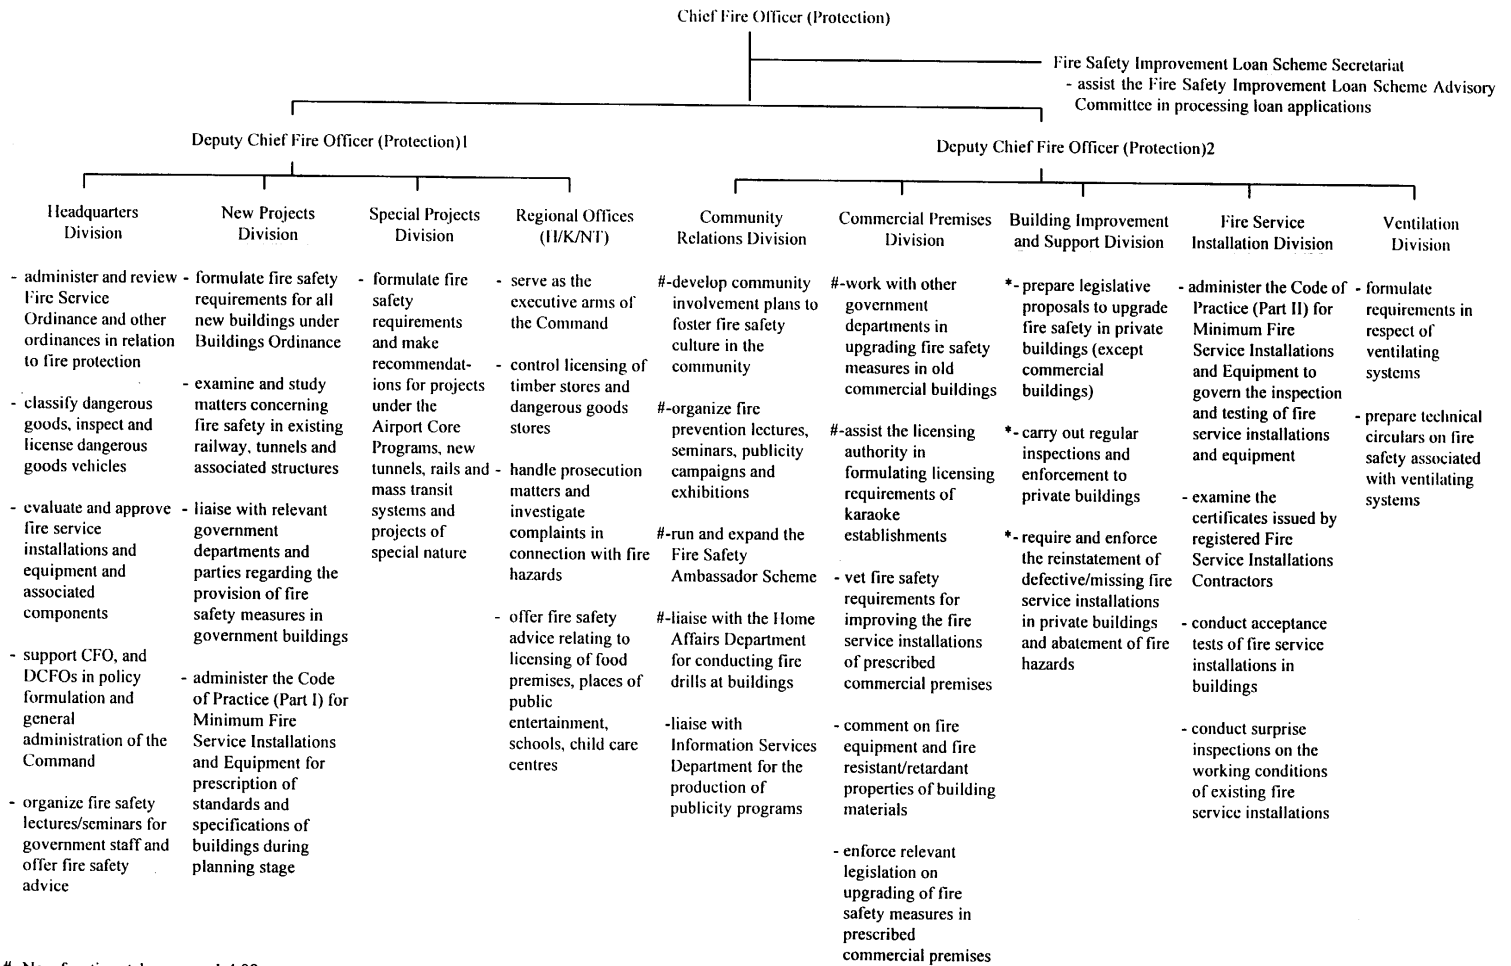 Chief Fire Officer (Protection)
Fire Safety Improvement Loan Scheme Secretariat
- assist the Fire Safety Improvement Loan Scheme Advisory
Committee in processing loan applications
Deputy Chief Fire Officer (Protection)1
Deputy Chief Fire Officer (Protection)2
Headquarters
Division
- administer and review
Fire Service
Ordinance and other
ordinances in relation
to fire protection
- classify dangerous
goods, inspect and
license dangerous
goods vehicles
- evaluate and approve
fire service
installations and
equipment and
associated
components
- support CFO, and
DCFOs in policy
formulation and
general
administration of the
Command
- organize fire safety
lectures/seminars for
government staff and
offer fire safety
advice
New Projects
Division
- formulate fire safety
requirements for all
new buildings under
Buildings Ordinance
- examine and study
matters concerning
fire safety in existing
railway, tunnels and
associated structures
- liaise with relevant
government
departments and
parties regarding the
provision of fire
safety measures in
government buildings
- administer the Code
of Practice (Part I) for
Minimum Fire
Service Installations
and Equipment for
prescription of
standards and
specifications of
buildings during
planning stage
Special Projects
Division
- formulate fire
safety
requirements
and make
recommendat-
ions for projects
under the
Airport Core
Programs, new
tunnels, rails and
mass transit
systems and
projects of
special nature
Regional Offices
(H/K/NT)
- serve as the
executive arms of
the Command
- control licensing of
timber stores and
dangerous goods
stores
- handle prosecution
matters and
investigate
complaints in
connection with fire
hazards
- offer fire safety
advice relating to
licensing of food
premises, places of
public
entertainment,
schools, child care
centres
Community
Relations Division
#-develop community
involvement plans to
foster fire safety
culture in the
community
#-organize fire
prevention lectures,
seminars, publicity
campaigns and
exhibitions
#-run and expand the
Fire Safety
Ambassador Scheme
#-liaise with the Home
Affairs Department
for conducting fire
drills at buildings
-liaise with
Information Services
Department for the
production of
publicity programs
Commercial Premises
Division
#-work with other
government
departments in
upgrading fire safety
measures in old
commercial buildings
#-assist the licensing
authority in
formulating licensing
requirements of
karaoke
establishments
- vet fire safety
requirements for
improving the fire
service installations
of prescribed
commercial premises
- comment on fire
equipment and fire
resistant/retardant
properties of building
materials
- enforce relevant
legislation on
upgrading of fire
safety measures in
prescribed
commercial premises
Building Improvement
and Support Division
*- prepare legislative
proposals to upgrade
fire safety in private
buildings (except
commercial
buildings)
*- carry out regular
inspections and
enforcement to
private buildings
*- require and enforce
the reinstatement of
defective/missing fire
service installations
in private buildings
and abatement of fire
hazards
Fire Service
Installation Division
- administer the Code of
Practice (Part II) for
Minimum Fire
Service Installations
and Equipment to
govern the inspection
and testing of fire
service installations
and equipment
- examine the
certificates issued by
registered Fire
Service Installations
Contractors
- conduct acceptance
tests of fire service
installations in
buildings
- conduct surprise
inspections on the
working conditions
of existing fire
service installations
Ventilation
Division
- formulate
requirements in
respect of
ventilating
systems
- prepare technical
circulars on fire
safety associated
with ventilating
systems
#